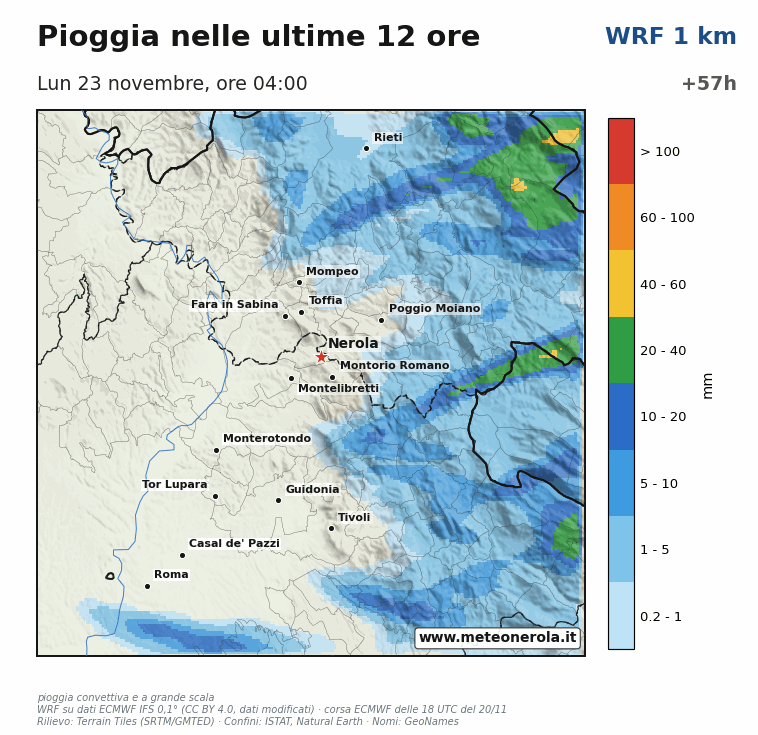 Pioggia nelle ultime 12 ore
WRF 1 km
Lun 23 novembre, ore 04:00
+57h
Rieti
Mompeo
Fara in Sabina
Toffia
Poggio Moiano
Nerola
Montorio Romano
Montelibretti
Monterotondo
Tor Lupara
Guidonia
Tivoli
Casal de' Pazzi
Roma
www.meteonerola.it
> 100
60 - 100
40 - 60
20 - 40
10 - 20
5 - 10
1 - 5
0.2 - 1
mm
pioggia convettiva e a grande scala
WRF su dati ECMWF IFS 0,1° (CC BY 4.0, dati modificati) · corsa ECMWF delle 18 UTC del 20/11
Rilievo: Terrain Tiles (SRTM/GMTED) · Confini: ISTAT, Natural Earth · Nomi: GeoNames